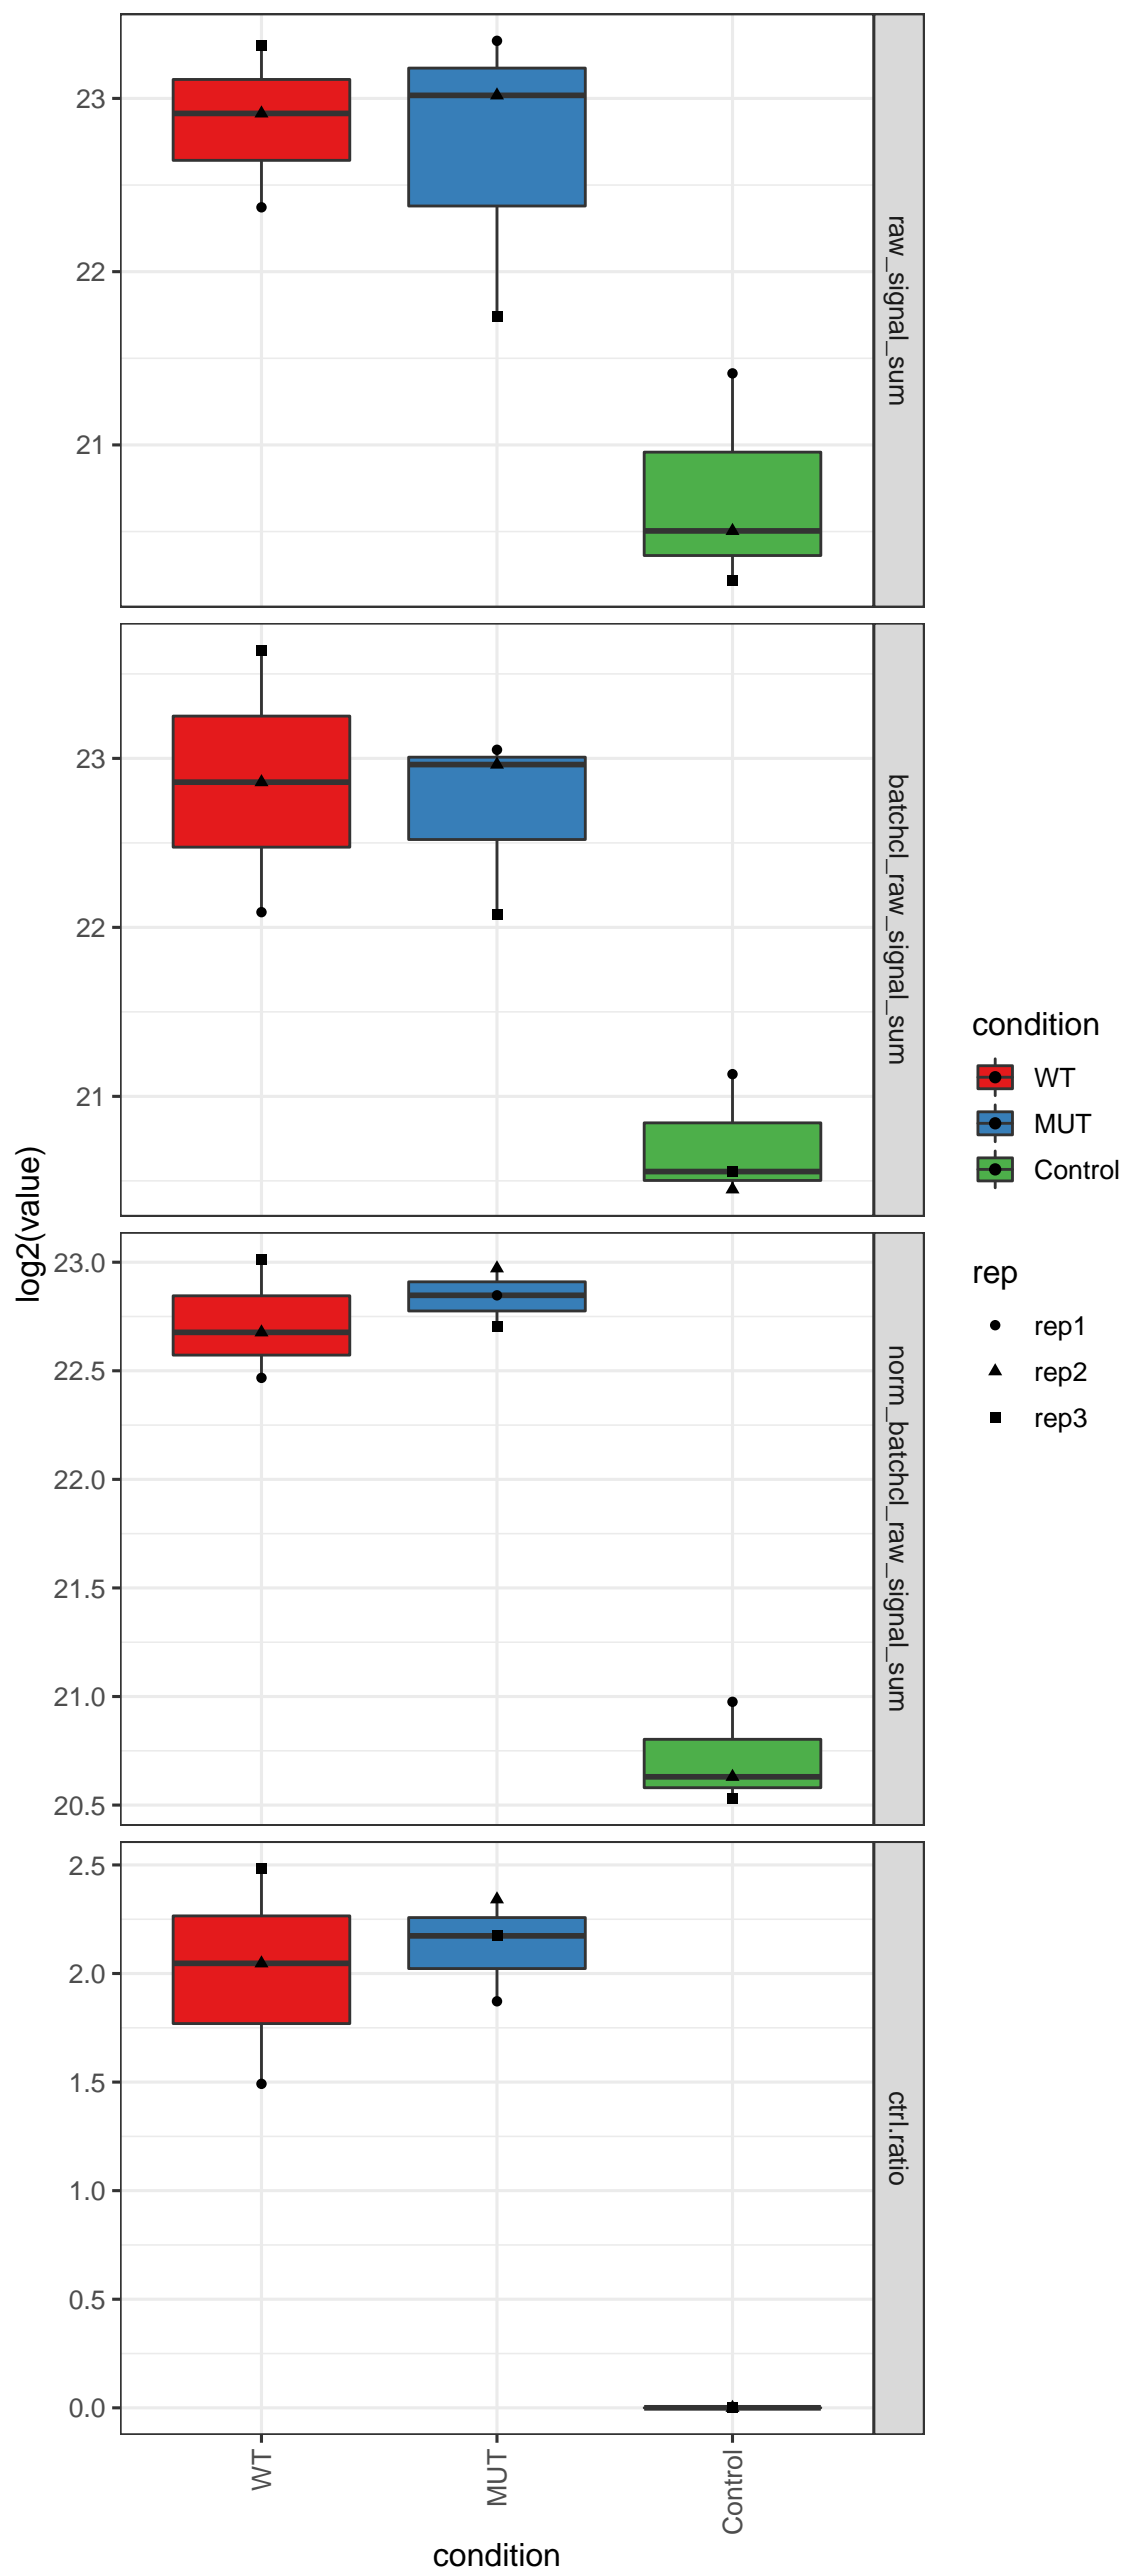 23
22
21
raw_signal_sum
23
22
21
batchcl_raw_signal_sum
23.0
22.5
22.0
21.5
21.0
20.5
norm_batchcl_raw_signal_sum
2.5
2.0
1.5
1.0
0.5
0.0
ctrl.ratio
log2(value)
WT
MUT
Control
condition
condition
WT
MUT
Control
rep
rep1
rep2
rep3